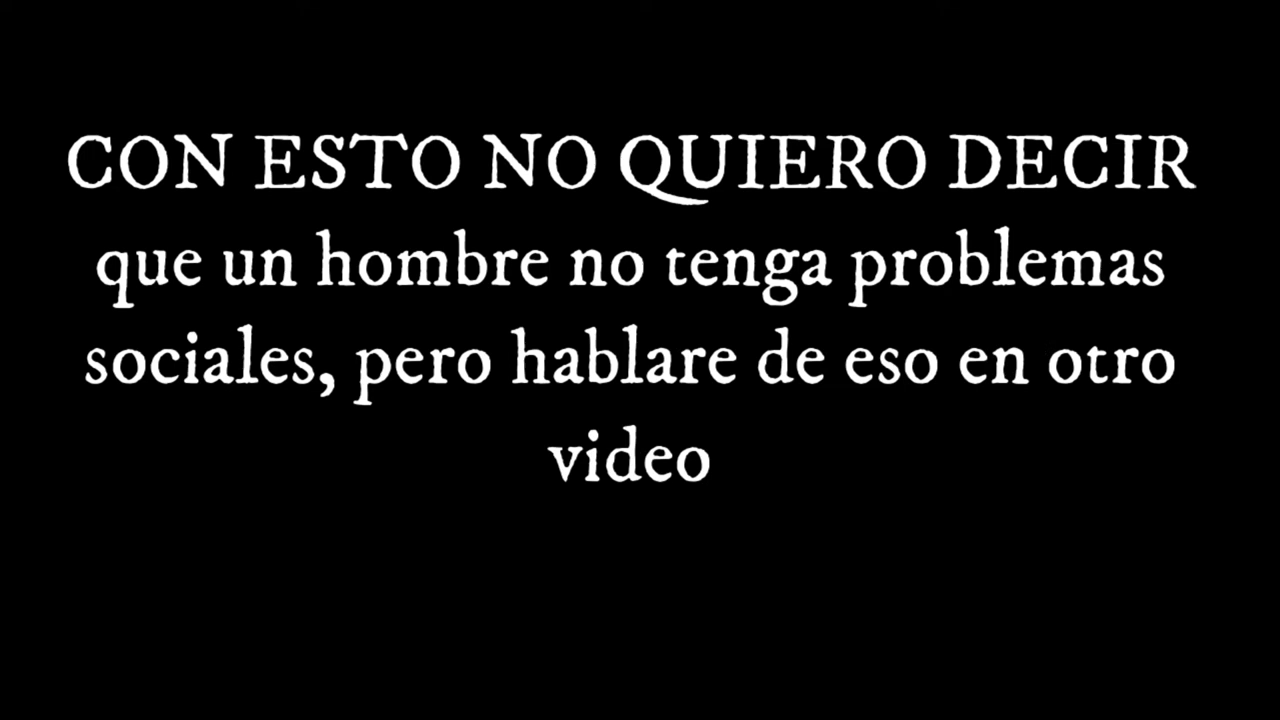 CON ESTO NO QUIERO DECIR
que un hombre no tenga problemas
sociales, pero hablare de eso en otro
video